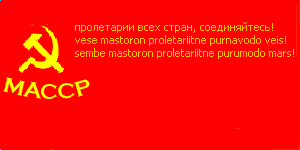 пролетарии всех стран, соединяйтесь!
vese mastoron proletariitne purnavodo veis!
sembe mastoron proletariitne purumodo mars!
МАССР